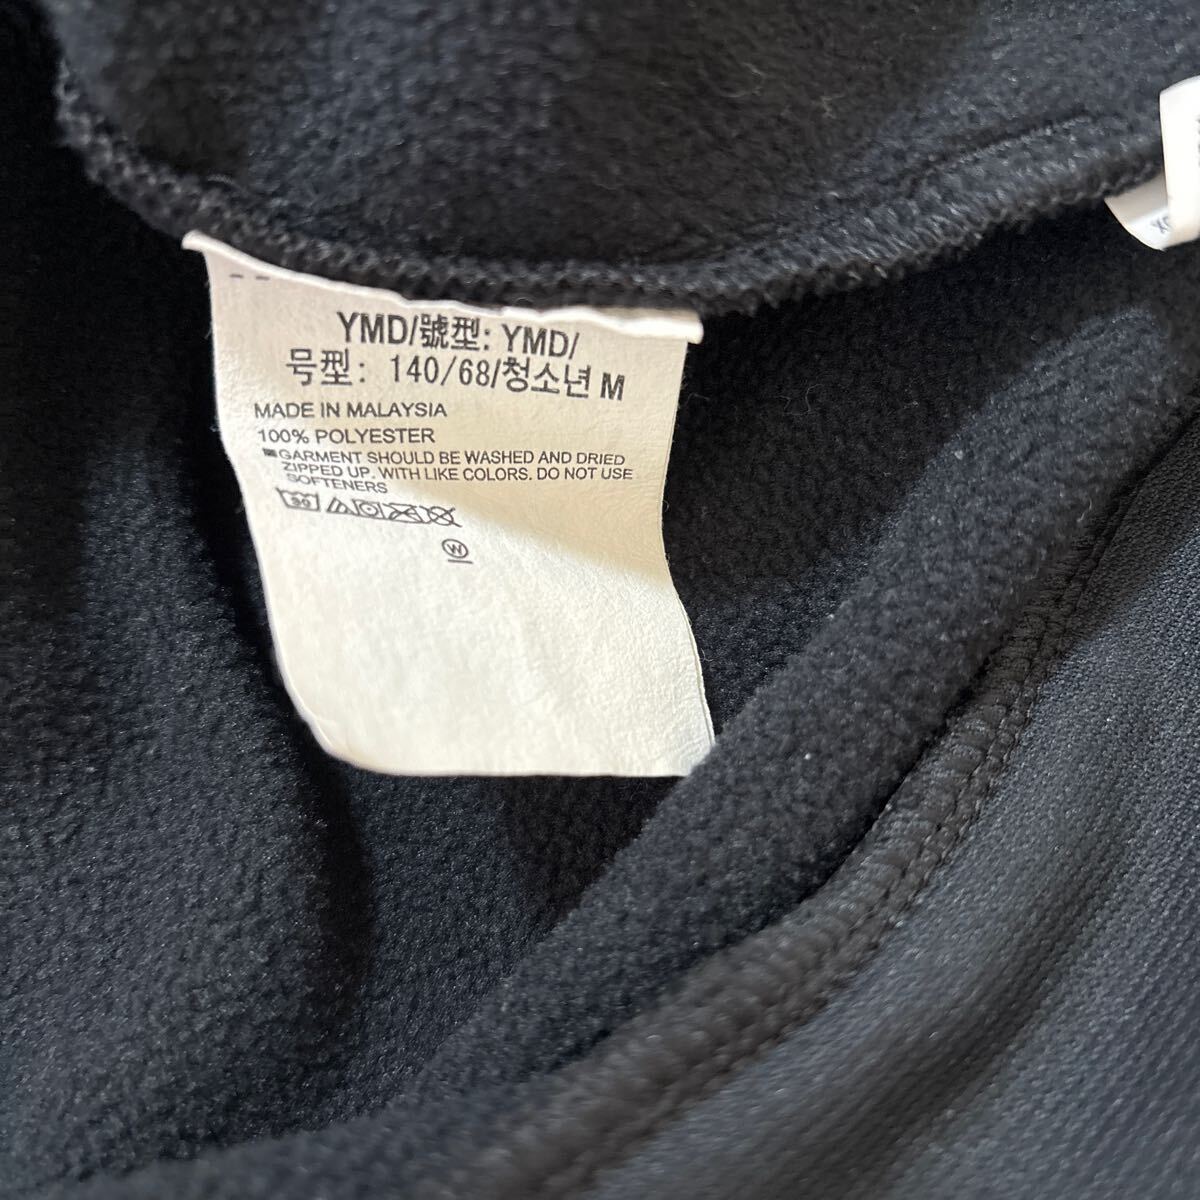 YMD/號型: YMD/
号型: 140/68/청소년 M
MADE IN MALAYSIA
100% POLYESTER
GARMENT SHOULD BE WASHED AND DRIED
ZIPPED UP. WITH LIKE COLORS. DO NOT USE
SOFTENERS
30
W